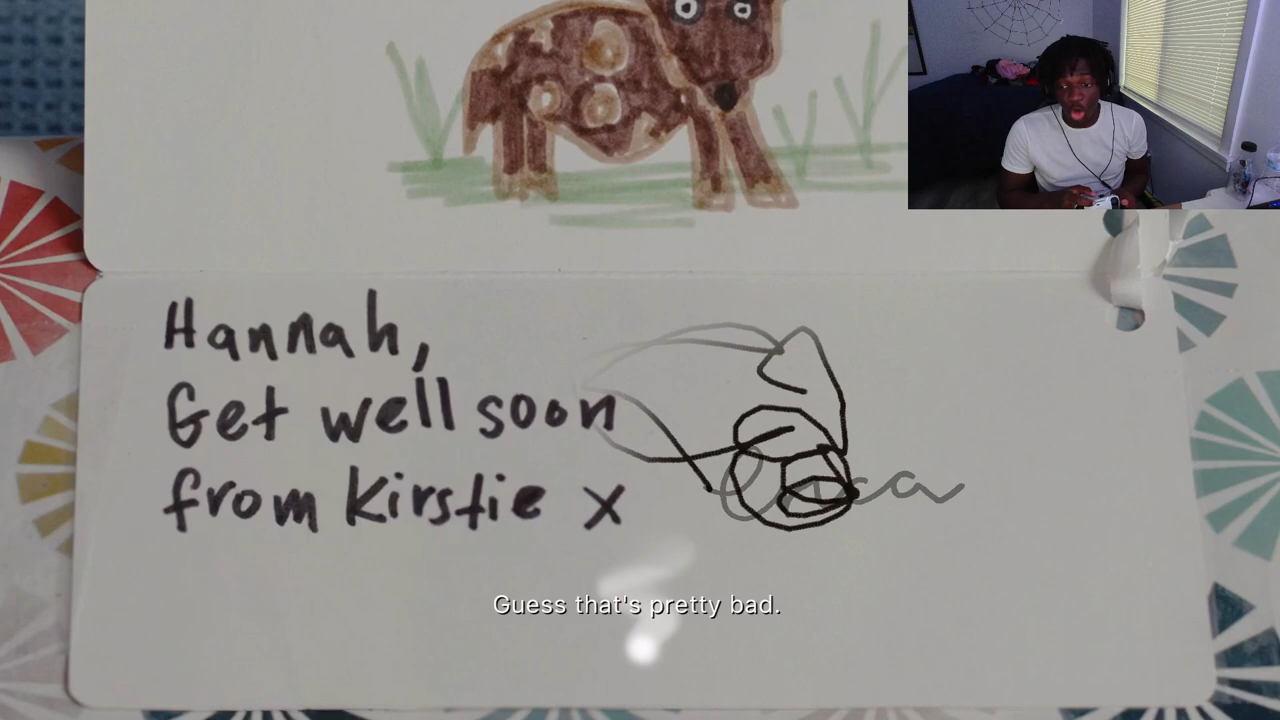 Hannah,
Get well soon
from Kirstie x
Guess that's pretty bad.